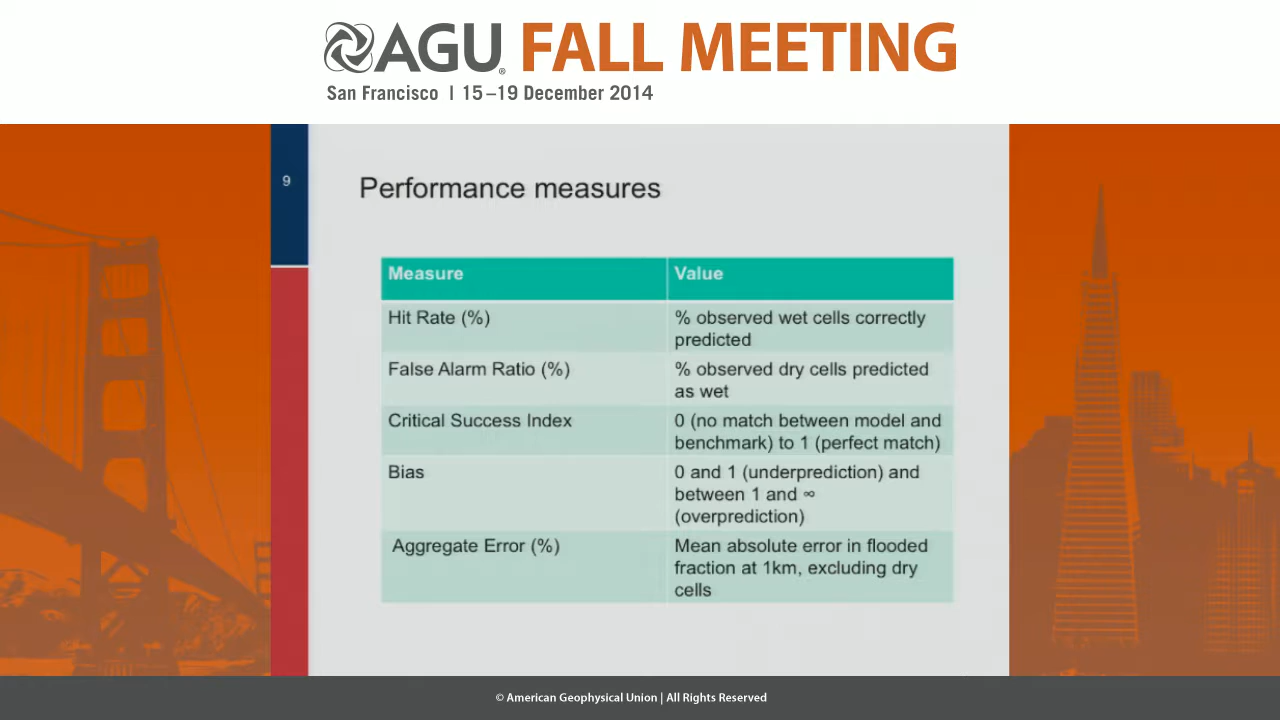 AGU® FALL MEETING
San Francisco | 15–19 December 2014
9
Performance measures
Measure
Value
Hit Rate (%)
% observed wet cells correctly
predicted
False Alarm Ratio (%)
% observed dry cells predicted
as wet
Critical Success Index
0 (no match between model and
benchmark) to 1 (perfect match)
Bias
0 and 1 (underprediction) and
between 1 and ∞
(overprediction)
Aggregate Error (%)
Mean absolute error in flooded
fraction at 1km, excluding dry
cells
© American Geophysical Union | All Rights Reserved